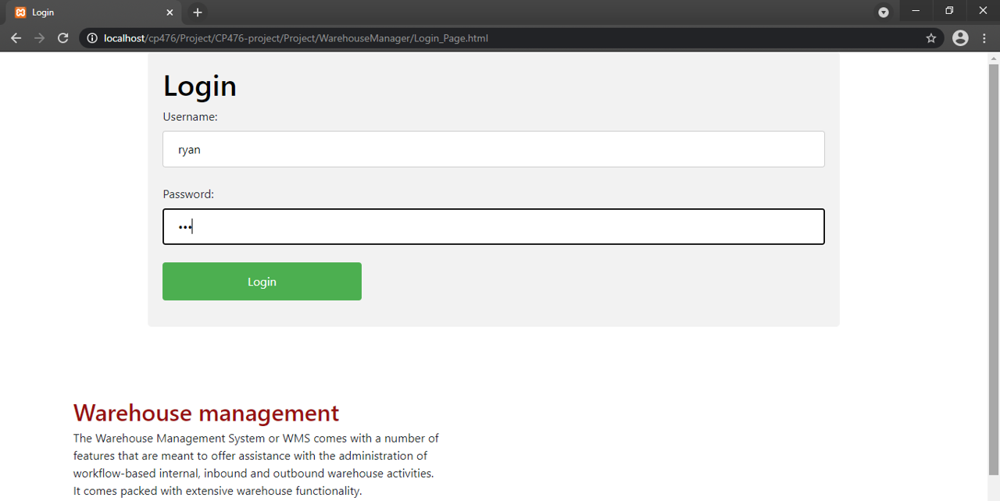 Login
localhost/cp476/Project/CP476-project/Project/WarehouseManager/Login_Page.html
Login
Username:
ryan
Password:
•••
Login
Warehouse management
The Warehouse Management System or WMS comes with a number of
features that are meant to offer assistance with the administration of
workflow-based internal, inbound and outbound warehouse activities.
It comes packed with extensive warehouse functionality.